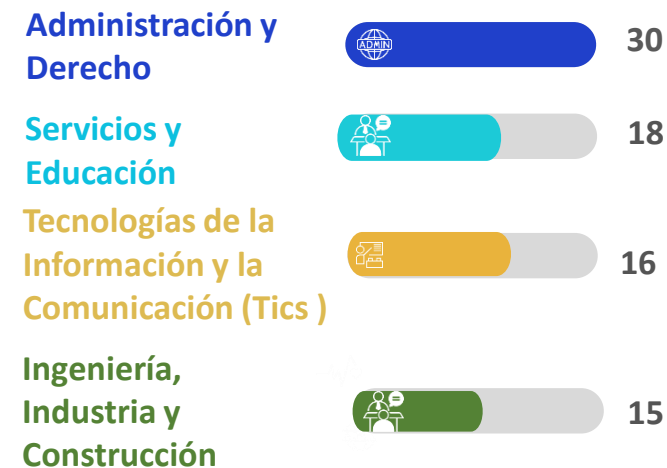 Administración y
Derecho
ADMIN
30
Servicios y
Educación
18
Tecnologías de la
Información y la
Comunicación (Tics )
16
Ingeniería,
Industria y
Construcción
15